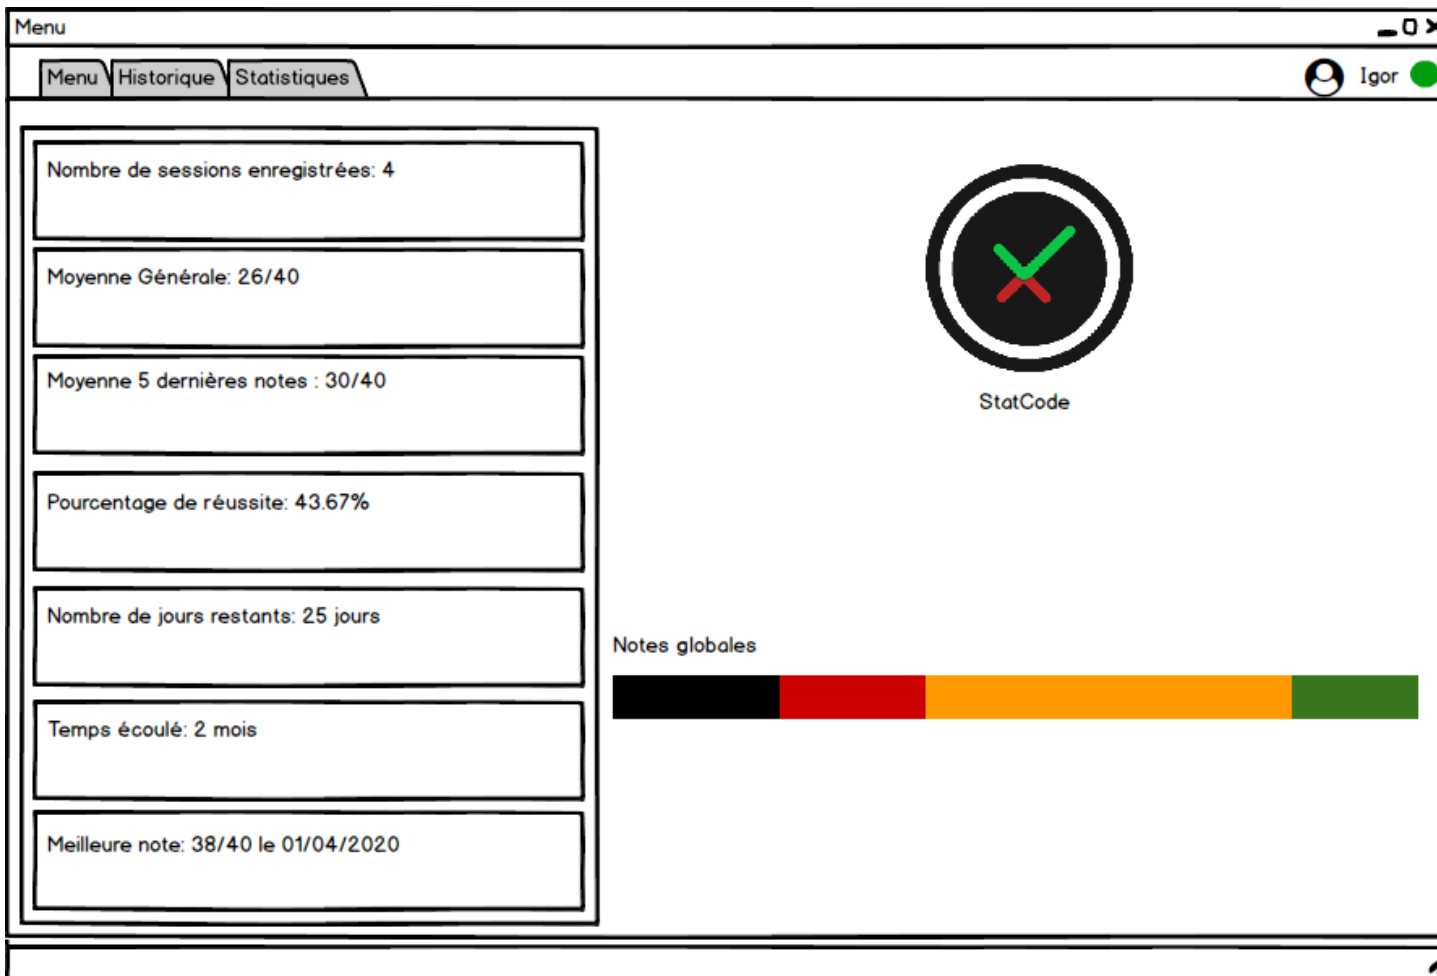 Menu
Menu Historique Statistiques Igor
Nombre de sessions enregistrées: 4
Moyenne Générale: 26/40
Moyenne 5 dernières notes : 30/40
Pourcentage de réussite: 43.67%
Nombre de jours restants: 25 jours
Temps écoulé: 2 mois
Meilleure note: 38/40 le 01/04/2020
StatCode
Notes globales